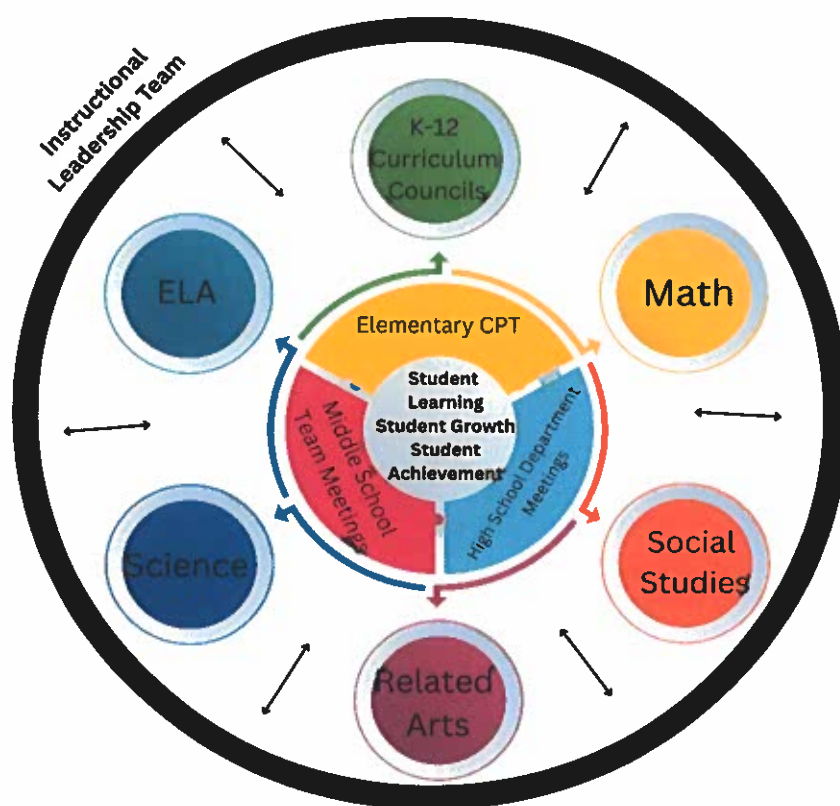 Instructional
Leadership Team
K-12
Curriculum
Councils
ELA
Math
Elementary CPT
Student
Learning
Student Growth
Student
Achievement
Middle School
Team Meetings
High School Department
Meetings
Science
Social
Studies
Related
Arts